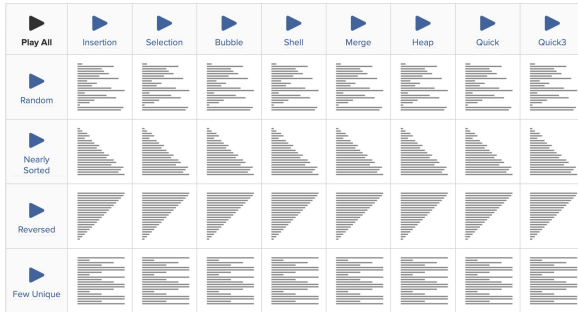 Play All Insertion Selection Bubble Shell Merge Heap Quick Quick3
Random
Nearly
Sorted
Reversed
Few Unique